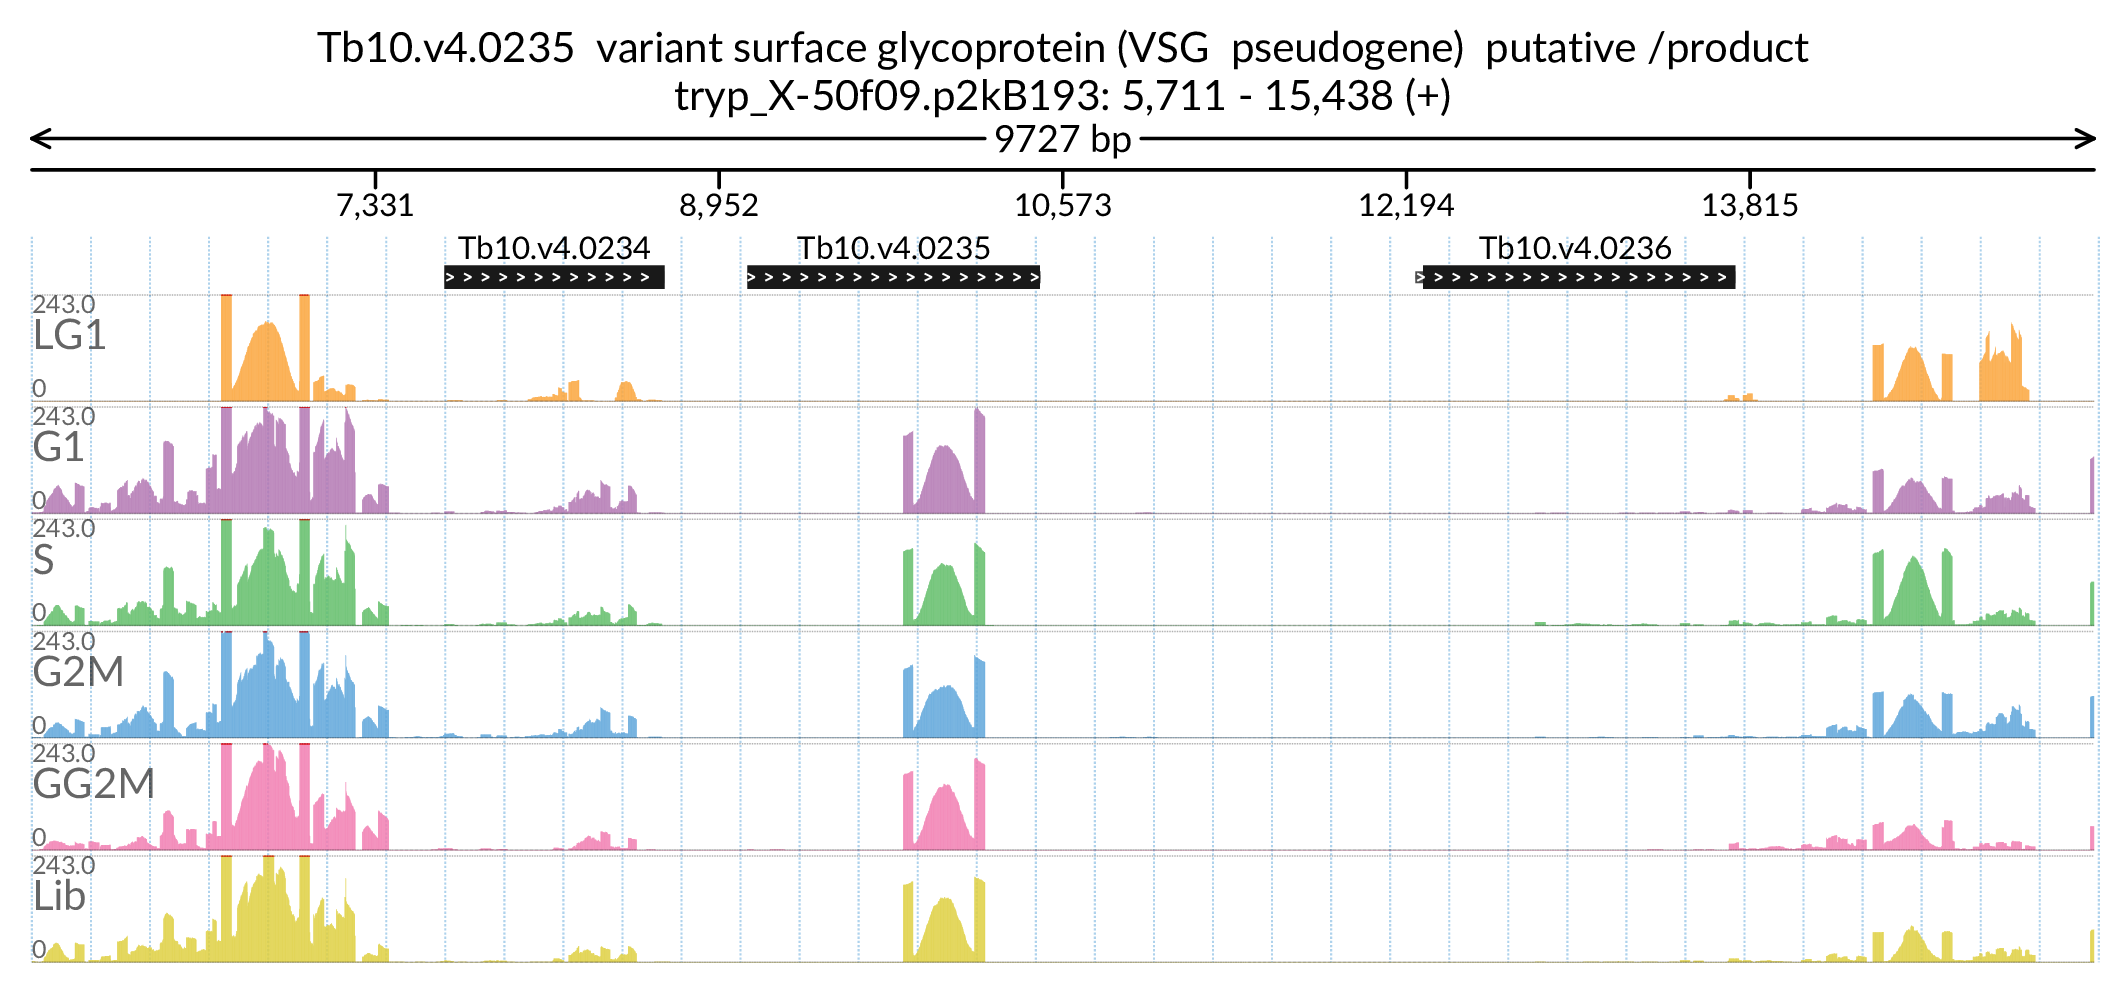 Tb10.v4.0235  variant surface glycoprotein (VSG  pseudogene)  putative /product
tryp_X-50f09.p2kB193: 5,711 - 15,438 (+)
9727 bp
7,331 8,952 10,573 12,194 13,815
Tb10.v4.0234 Tb10.v4.0235 Tb10.v4.0236
243.0
LG1
0
243.0
G1
0
243.0
S
0
243.0
G2M
0
243.0
GG2M
0
243.0
Lib
0